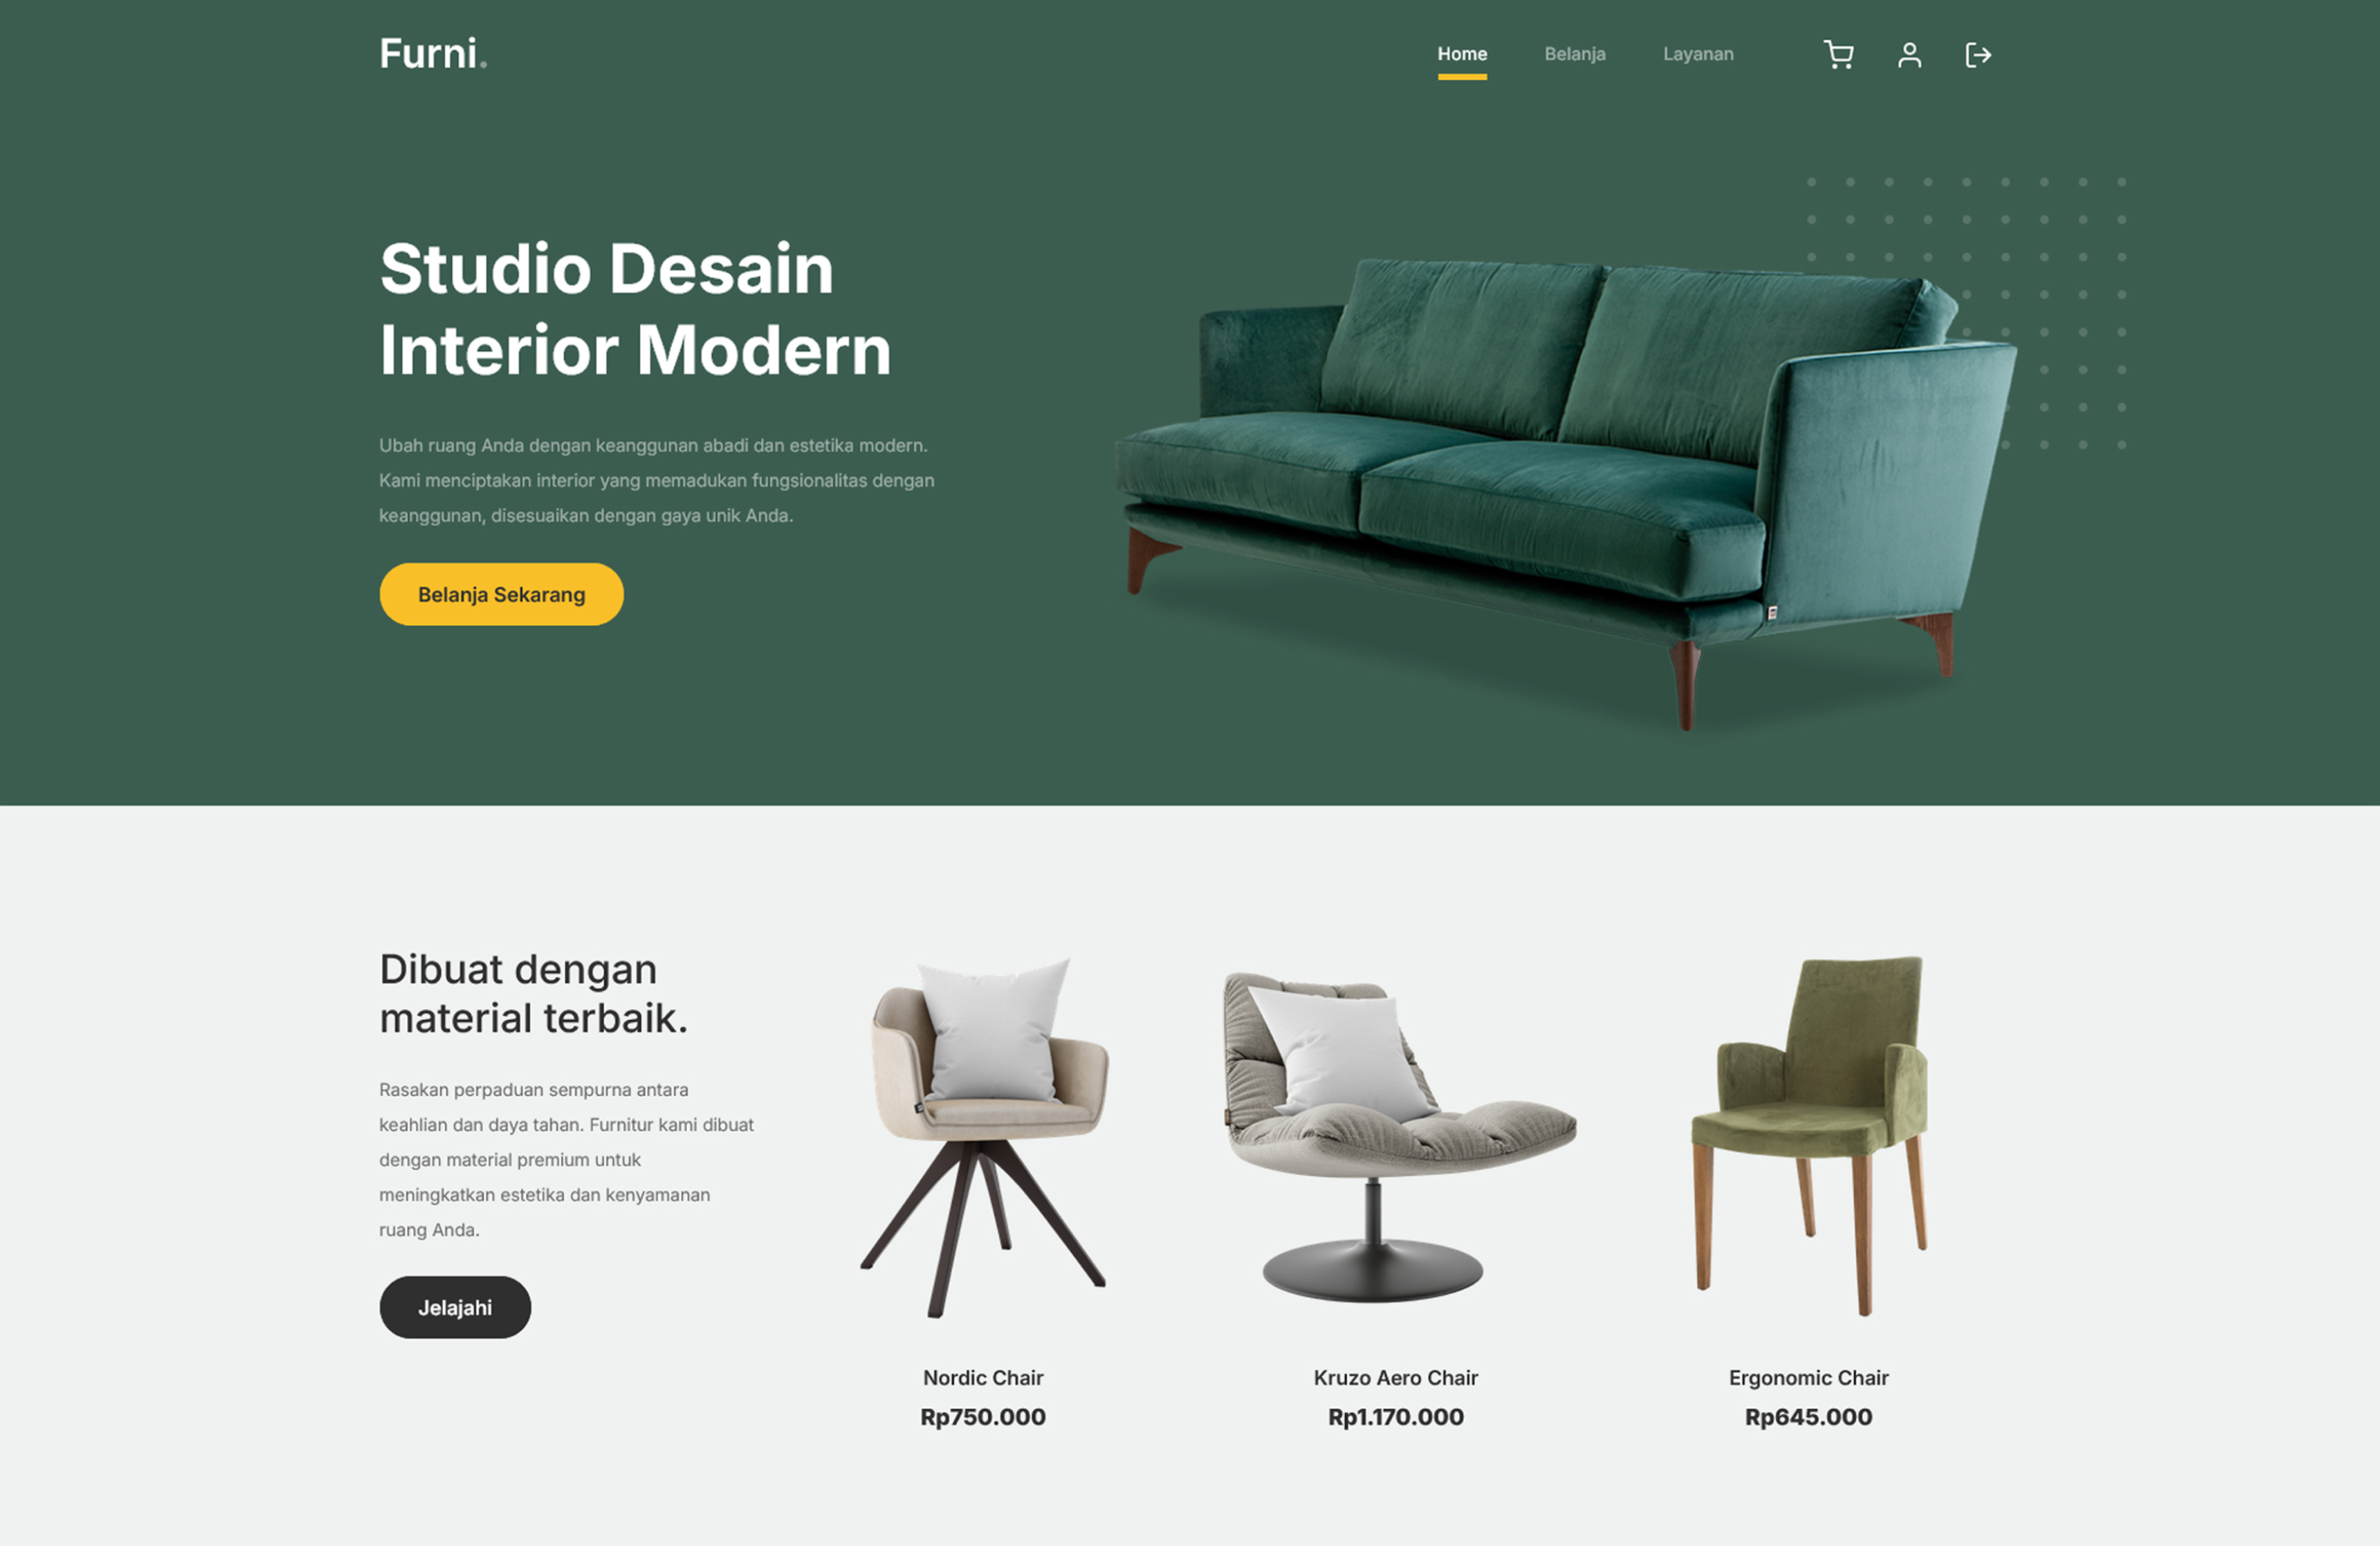 Furni.
Home
Belanja
Layanan
Studio Desain
Interior Modern
Ubah ruang Anda dengan keanggunan abadi dan estetika modern.
Kami menciptakan interior yang memadukan fungsionalitas dengan
keanggunan, disesuaikan dengan gaya unik Anda.
Belanja Sekarang
Dibuat dengan
material terbaik.
Rasakan perpaduan sempurna antara
keahlian dan daya tahan. Furnitur kami dibuat
dengan material premium untuk
meningkatkan estetika dan kenyamanan
ruang Anda.
Jelajahi
Nordic Chair
Rp750.000
Kruzo Aero Chair
Rp1.170.000
Ergonomic Chair
Rp645.000